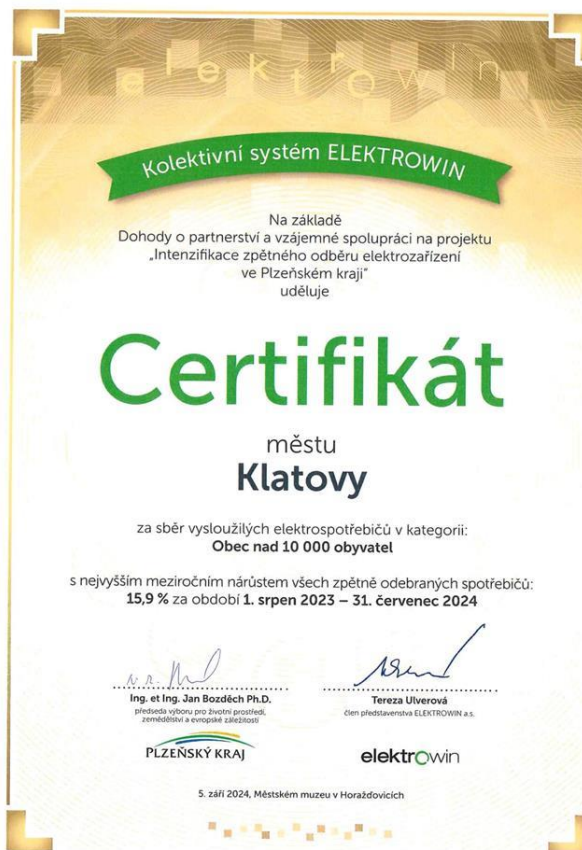 elektrowin
Kolektivní systém ELEKTROWIN
Na základě
Dohody o partnerství a vzájemné spolupráci na projektu
„Intenzifikace zpětného odběru elektrozařízení
ve Plzeňském kraji"
uděluje
Certifikát
městu
Klatovy
za sběr vysloužilých elektrospotřebičů v kategorii:
Obec nad 10 000 obyvatel
s nejvyšším meziročním nárůstem všech zpětně odebraných spotřebičů:
15,9 % za období 1. srpen 2023 – 31. červenec 2024
Ing. et Ing. Jan Bozděch Ph.D.
předseda výboru pro životní prostředí,
zemědělství a evropské záležitosti
PLZEŇSKÝ KRAJ
Tereza Ulverová
člen představenstva ELEKTROWIN a.s.
elektrowin
5. září 2024, Městském muzeu v Horažďovicích